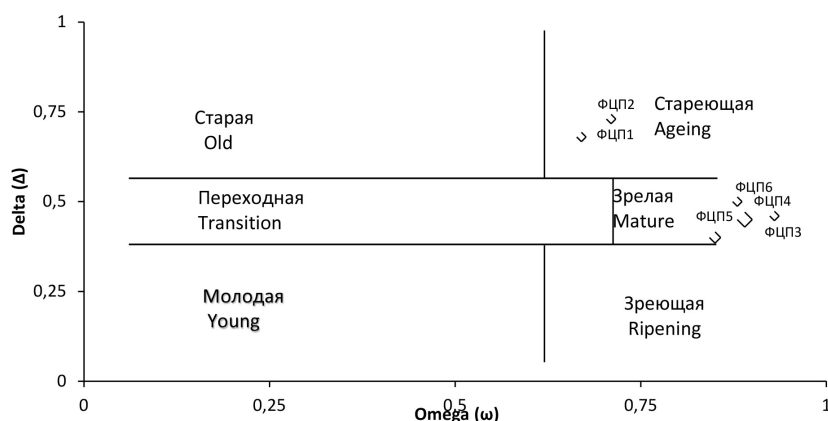 1
ФЦП2
Стареющая
0,75
Старая
ФЦП1
Ageing
Old
Delta (Δ)
0,5
Переходная
Зрелая
ФЦП6
Transition
Mature
ФЦП5
ФЦП4
ФЦП3
0,25
Молодая
Зреющая
Young
Ripening
0
0
0,25
0,5
0,75
1
Omega (ω)